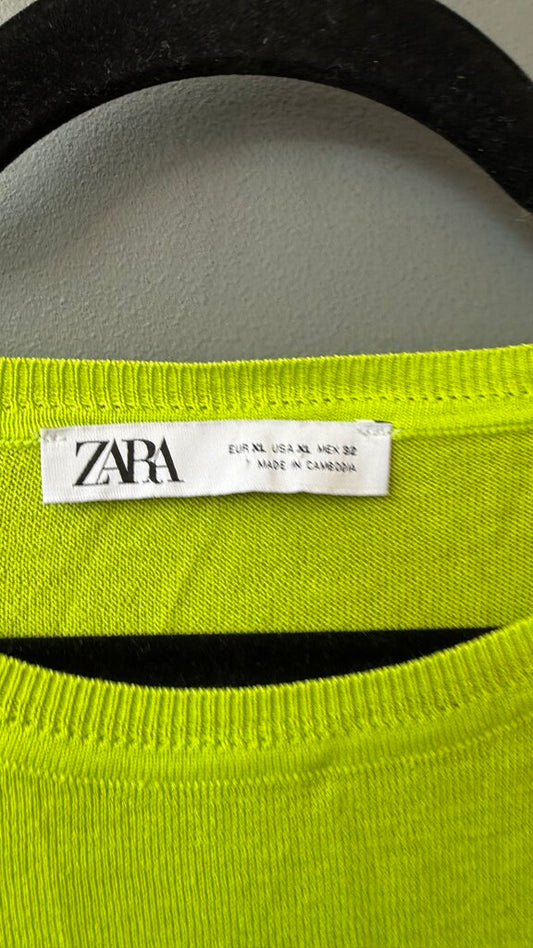 ZARA
EUR XL USA XL MEX 32
MADE IN CAMBODIA